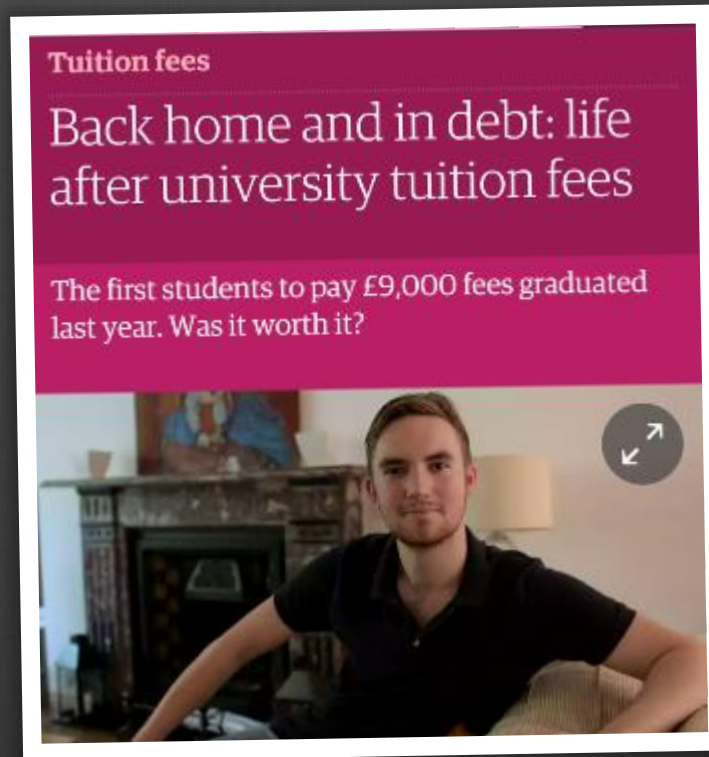 Tuition fees
Back home and in debt: life
after university tuition fees
The first students to pay £9,000 fees graduated
last year. Was it worth it?